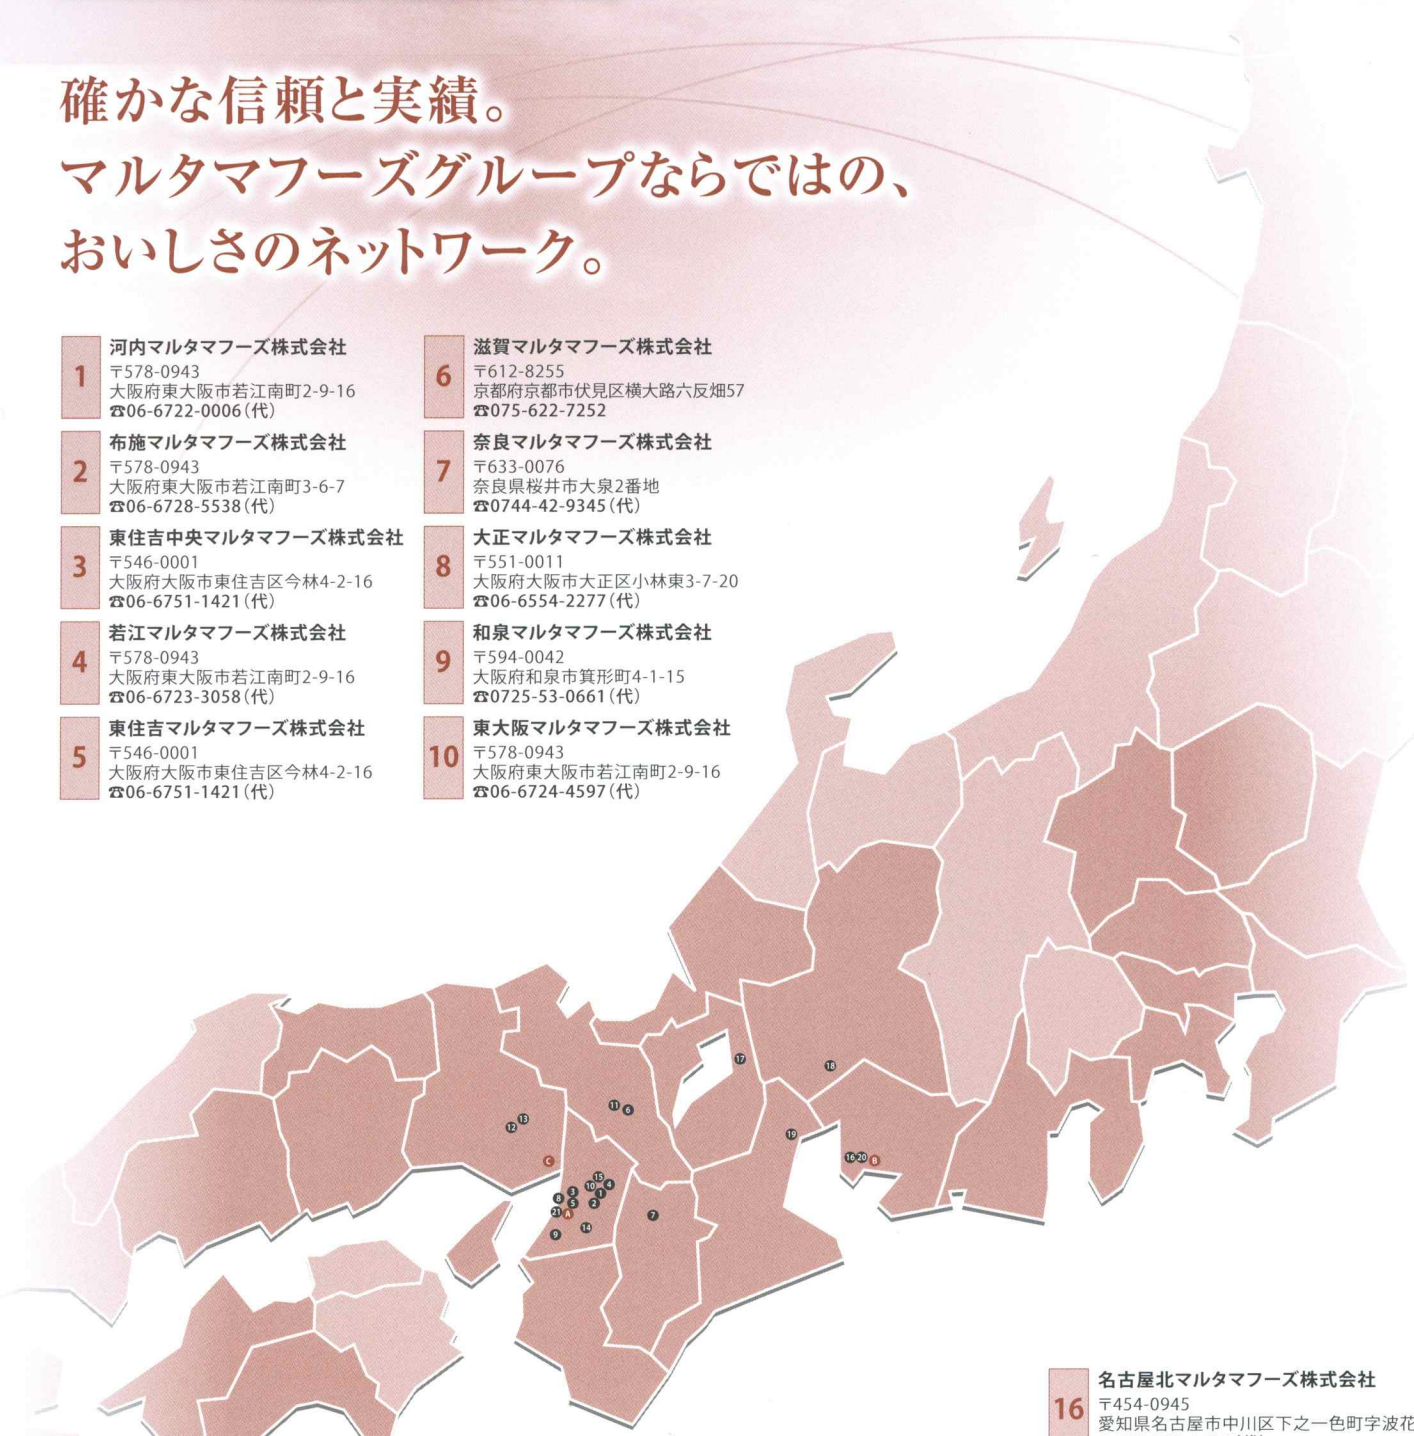 確かな信頼と実績。
マルタマフーズグループならではの、
おいしさのネットワーク。
1
河内マルタマフーズ株式会社
〒578-0943
大阪府東大阪市若江南町2-9-16
☎06-6722-0006(代)
2
布施マルタマフーズ株式会社
〒578-0943
大阪府東大阪市若江南町3-6-7
☎06-6728-5538(代)
3
東住吉中央マルタマフーズ株式会社
〒546-0001
大阪府大阪市東住吉区今林4-2-16
☎06-6751-1421(代)
4
若江マルタマフーズ株式会社
〒578-0943
大阪府東大阪市若江南町2-9-16
☎06-6723-3058(代)
5
東住吉マルタマフーズ株式会社
〒546-0001
大阪府大阪市東住吉区今林4-2-16
☎06-6751-1421(代)
6
滋賀マルタマフーズ株式会社
〒612-8255
京都府京都市伏見区横大路六反畑57
☎075-622-7252
7
奈良マルタマフーズ株式会社
〒633-0076
奈良県桜井市大泉2番地
☎0744-42-9345(代)
8
大正マルタマフーズ株式会社
〒551-0011
大阪府大阪市大正区小林東3-7-20
☎06-6554-2277(代)
9
和泉マルタマフーズ株式会社
〒594-0042
大阪府和泉市箕形町4-1-15
☎0725-53-0661(代)
10
東大阪マルタマフーズ株式会社
〒578-0943
大阪府東大阪市若江南町2-9-16
☎06-6724-4597(代)
17
18
11
6
13
12
19
16
20
B
C
15
10
4
3
1
8
5
2
21
A
7
14
9
16
名古屋北マルタマフーズ株式会社
〒454-0945
愛知県名古屋市中川区下之一色町字波花